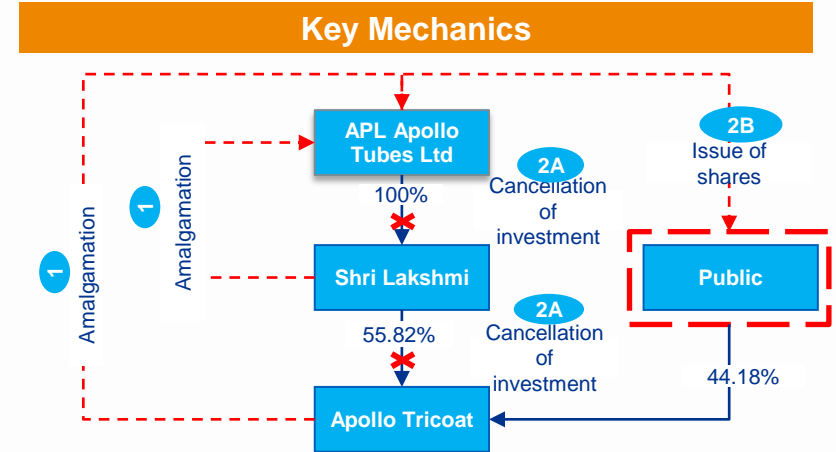 Key Mechanics
APL Apollo
Tubes Ltd
2B
Issue of
shares
2A
Cancellation
of
investment
100%
1
Amalgamation
1
Amalgamation
Shri Lakshmi
Public
2A
Cancellation
of
investment
55.82%
44.18%
Apollo Tricoat